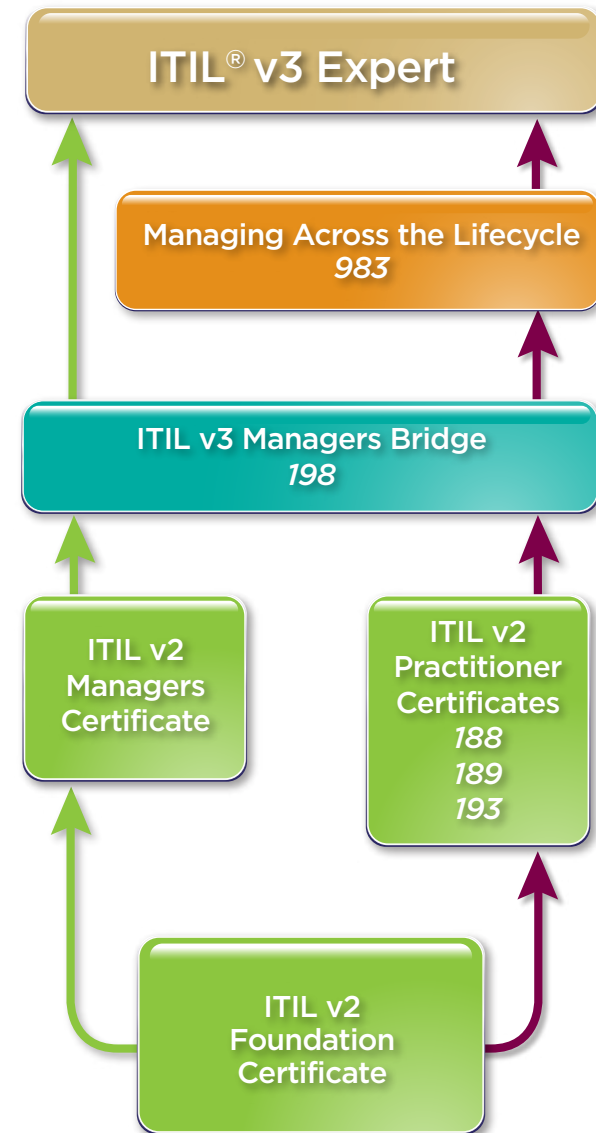 ITIL® v3 Expert
Managing Across the Lifecycle
983
ITIL v3 Managers Bridge
198
ITIL v2
Managers
Certificate
ITIL v2
Practitioner
Certificates
188
189
193
ITIL v2
Foundation
Certificate